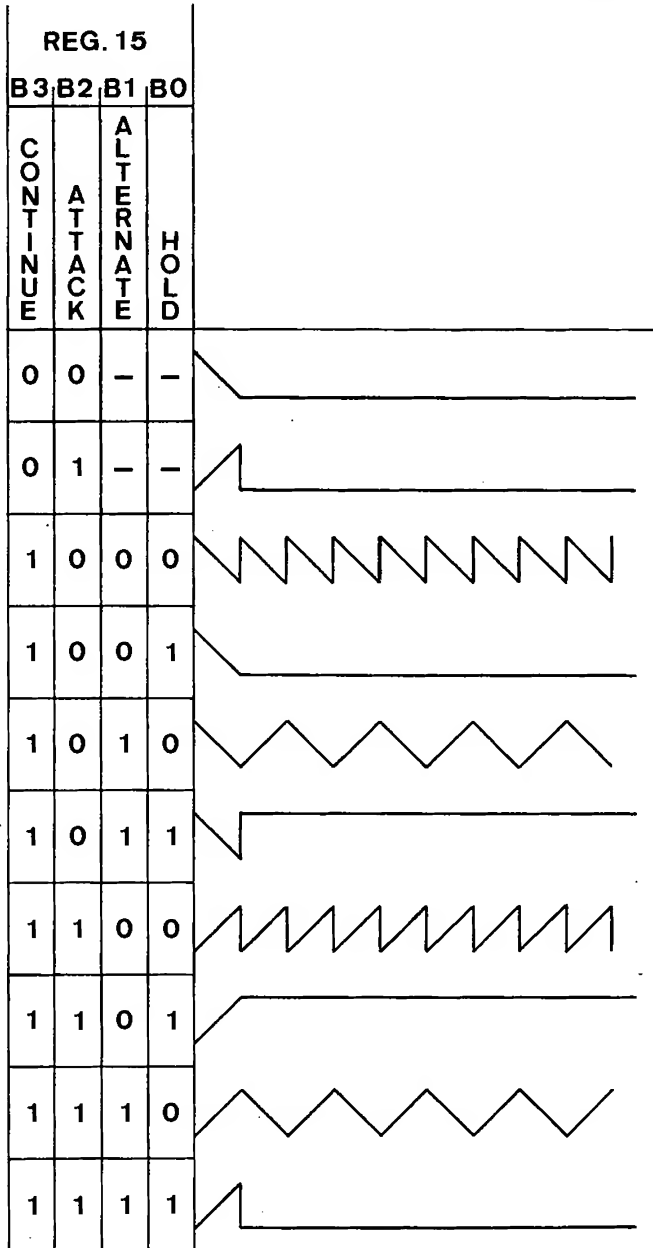 REG. 15
B3 B2 B1 B0
CONTINUE ATTACK ALTERNATE HOLD
0 0 – –
0 1 – –
1 0 0 0
1 0 0 1
1 0 1 0
1 0 1 1
1 1 0 0
1 1 0 1
1 1 1 0
1 1 1 1